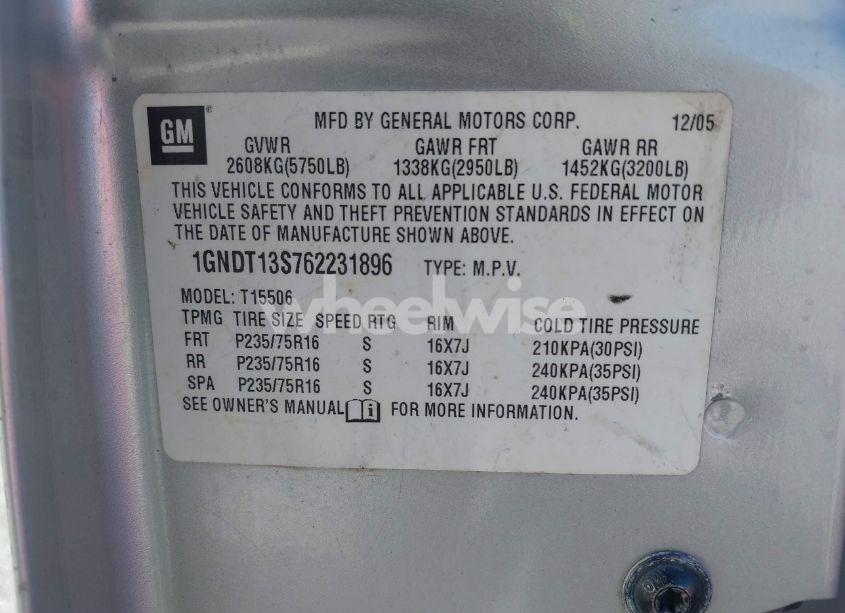 GM ®
MFD BY GENERAL MOTORS CORP. 12/05
GVWR GAWR FRT GAWR RR
2608KG(5750LB) 1338KG(2950LB) 1452KG(3200LB)
THIS VEHICLE CONFORMS TO ALL APPLICABLE U.S. FEDERAL MOTOR
VEHICLE SAFETY AND THEFT PREVENTION STANDARDS IN EFFECT ON
THE DATE OF MANUFACTURE SHOWN ABOVE.
1GNDT13S762231896 TYPE: M.P.V.
MODEL: T15506
wheelwise
TPMG TIRE SIZE SPEED RTG RIM COLD TIRE PRESSURE
FRT P235/75R16 S 16X7J 210KPA(30PSI)
RR P235/75R16 S 16X7J 240KPA(35PSI)
SPA P235/75R16 S 16X7J 240KPA(35PSI)
SEE OWNER'S MANUAL i FOR MORE INFORMATION.